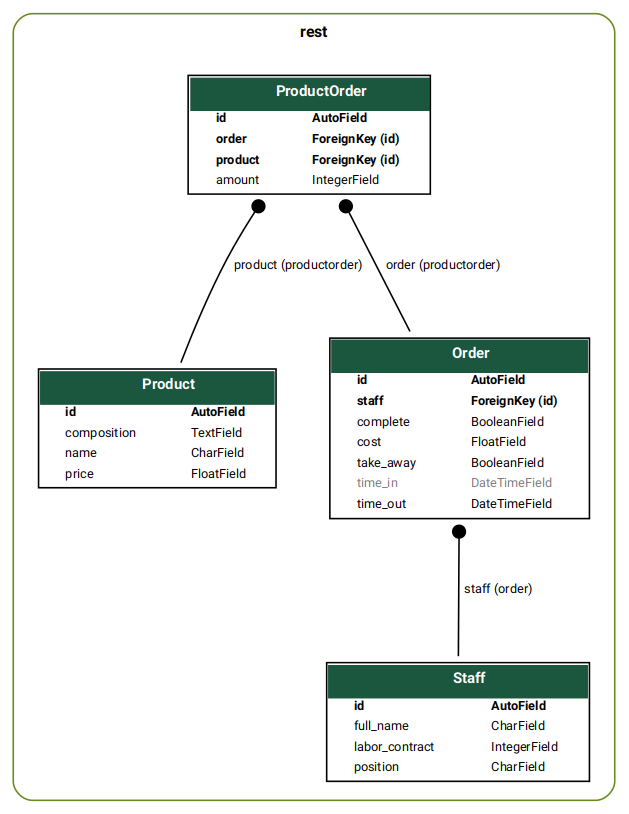 rest
ProductOrder
id AutoField
order ForeignKey (id)
product ForeignKey (id)
amount IntegerField
product (productorder) order (productorder)
Order
id AutoField
staff ForeignKey (id)
complete BooleanField
cost FloatField
take_away BooleanField
time_in DateTimeField
time_out DateTimeField
Product
id AutoField
composition TextField
name CharField
price FloatField
staff (order)
Staff
id AutoField
full_name CharField
labor_contract IntegerField
position CharField